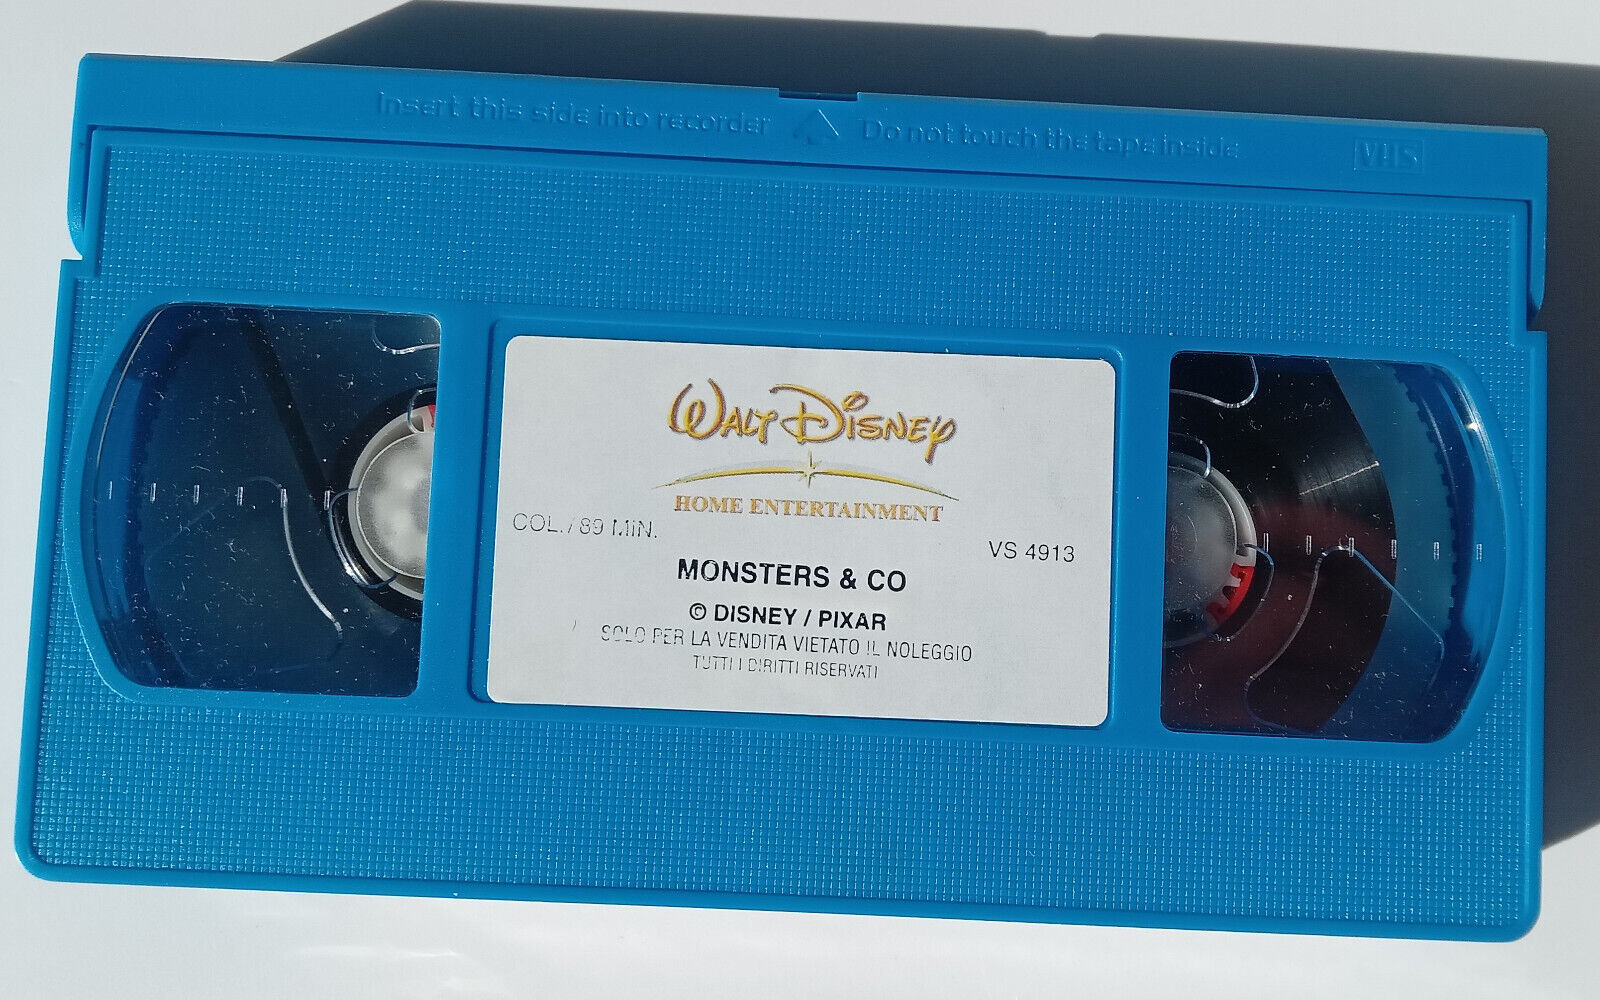 Insert this side into recorder Do not touch the tape inside VHS
WALT DISNEY
HOME ENTERTAINMENT
COL. / 89 MIN.
VS 4913
MONSTERS & CO
© DISNEY / PIXAR
SOLO PER LA VENDITA VIETATO IL NOLEGGIO
TUTTI I DIRITTI RISERVATI